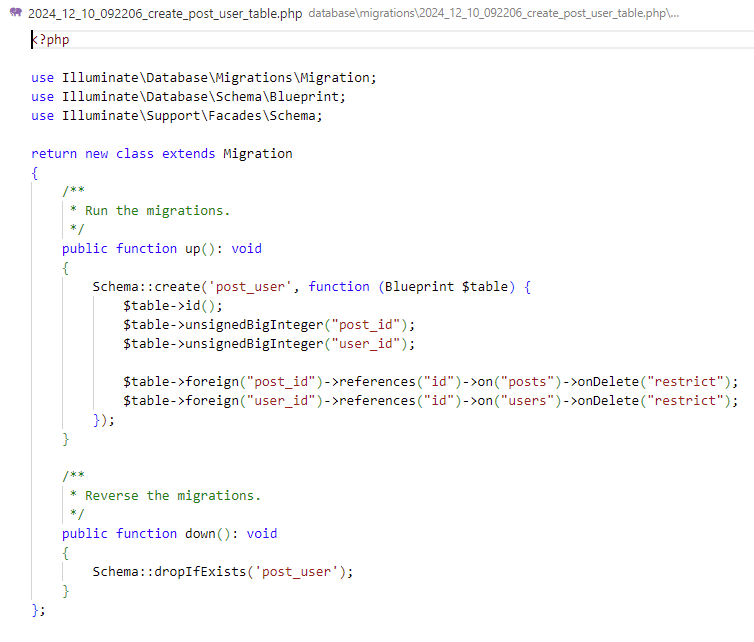 2024_12_10_092206_create_post_user_table.php database\migrations\2024_12_10_092206_create_post_user_table.php\...
<?php
use Illuminate\Database\Migrations\Migration;
use Illuminate\Database\Schema\Blueprint;
use Illuminate\Support\Facades\Schema;
return new class extends Migration
{
    /**
     * Run the migrations.
     */
    public function up(): void
    {
        Schema::create('post_user', function (Blueprint $table) {
            $table->id();
            $table->unsignedBigInteger("post_id");
            $table->unsignedBigInteger("user_id");
            $table->foreign("post_id")->references("id")->on("posts")->onDelete("restrict");
            $table->foreign("user_id")->references("id")->on("users")->onDelete("restrict");
        });
    }
    /**
     * Reverse the migrations.
     */
    public function down(): void
    {
        Schema::dropIfExists('post_user');
    }
};